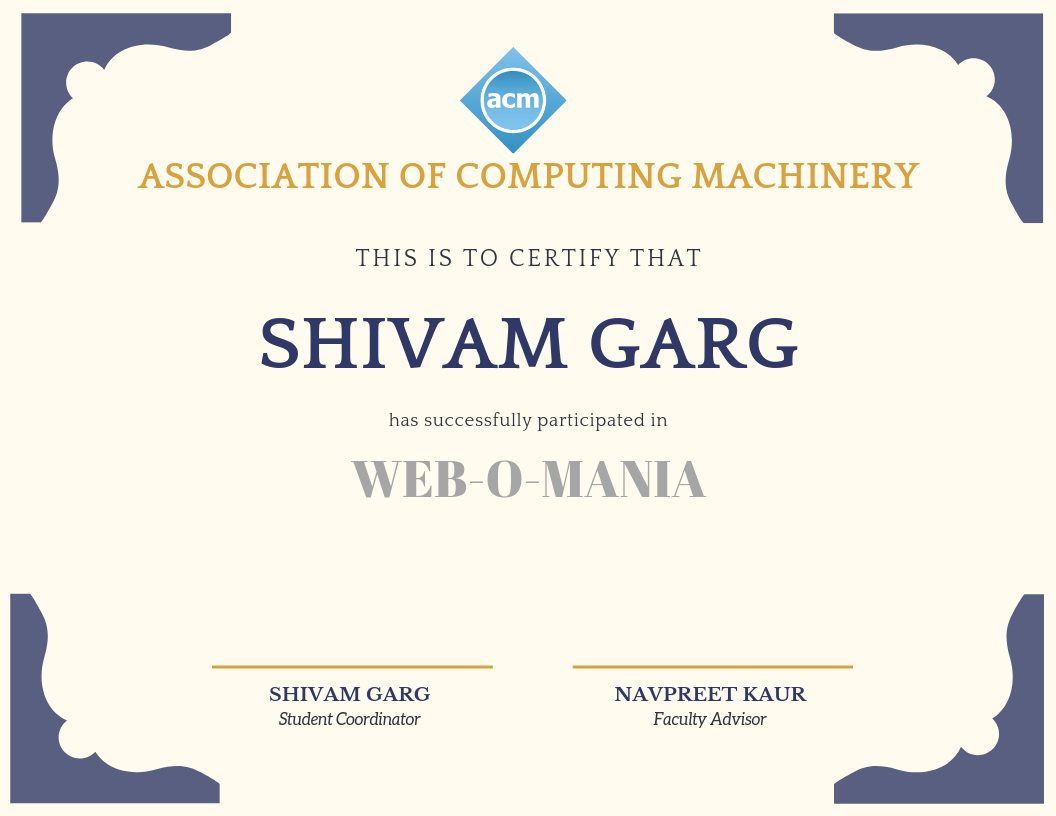 acm
ASSOCIATION OF COMPUTING MACHINERY
THIS IS TO CERTIFY THAT
SHIVAM GARG
has successfully participated in
WEB-O-MANIA
SHIVAM GARG
Student Coordinator
NAVPREET KAUR
Faculty Advisor